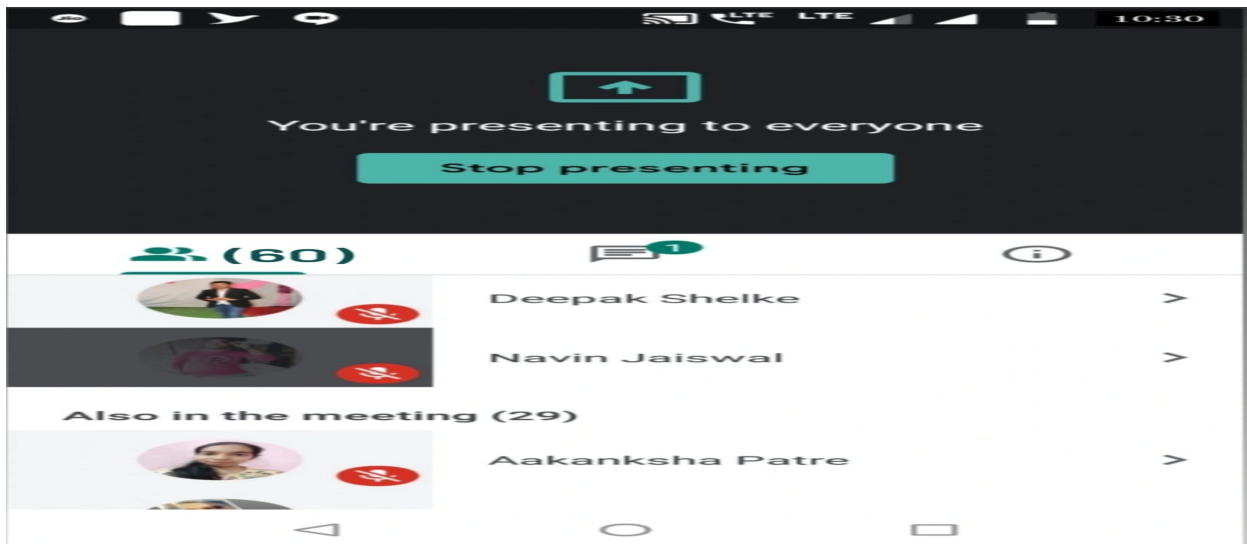 LTE LTE 10:30
You're presenting to everyone
Stop presenting
(60) 1
Deepak Shelke >
Navin Jaiswal >
Also in the meeting (29)
Aakanksha Patre >